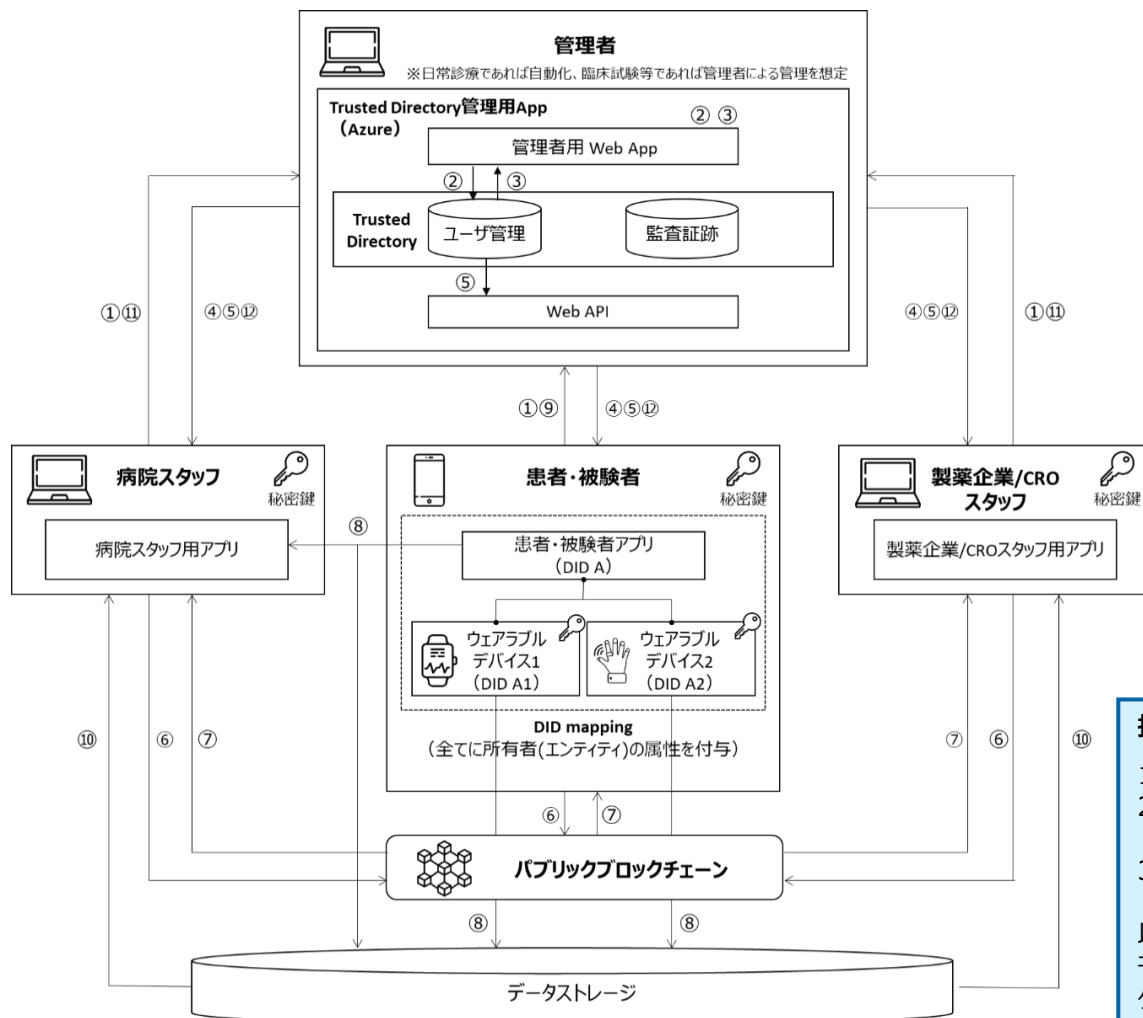 管理者
※日常診療であれば自動化、臨床試験等であれば管理者による管理を想定
Trusted Directory管理用App
（Azure）
② ③
管理者用 Web App
② ③
Trusted
Directory
ユーザ管理
監査証跡
⑤
Web API
①⑪
④⑤⑫
①⑨
④⑤⑫
④⑤⑫
①⑪
病院スタッフ
秘密鍵
病院スタッフ用アプリ
⑧
患者・被験者
秘密鍵
患者・被験者アプリ
（DID A）
ウェアラブル
デバイス1
（DID A1）
ウェアラブル
デバイス2
（DID A2）
DID mapping
（全てに所有者(エンティティ)の属性を付与）
製薬企業/CRO
スタッフ
秘密鍵
製薬企業/CROスタッフ用アプリ
⑩
⑥
⑦
⑥
⑦
⑦
⑥
⑩
パブリックブロックチェーン
⑧
⑧
データストレージ